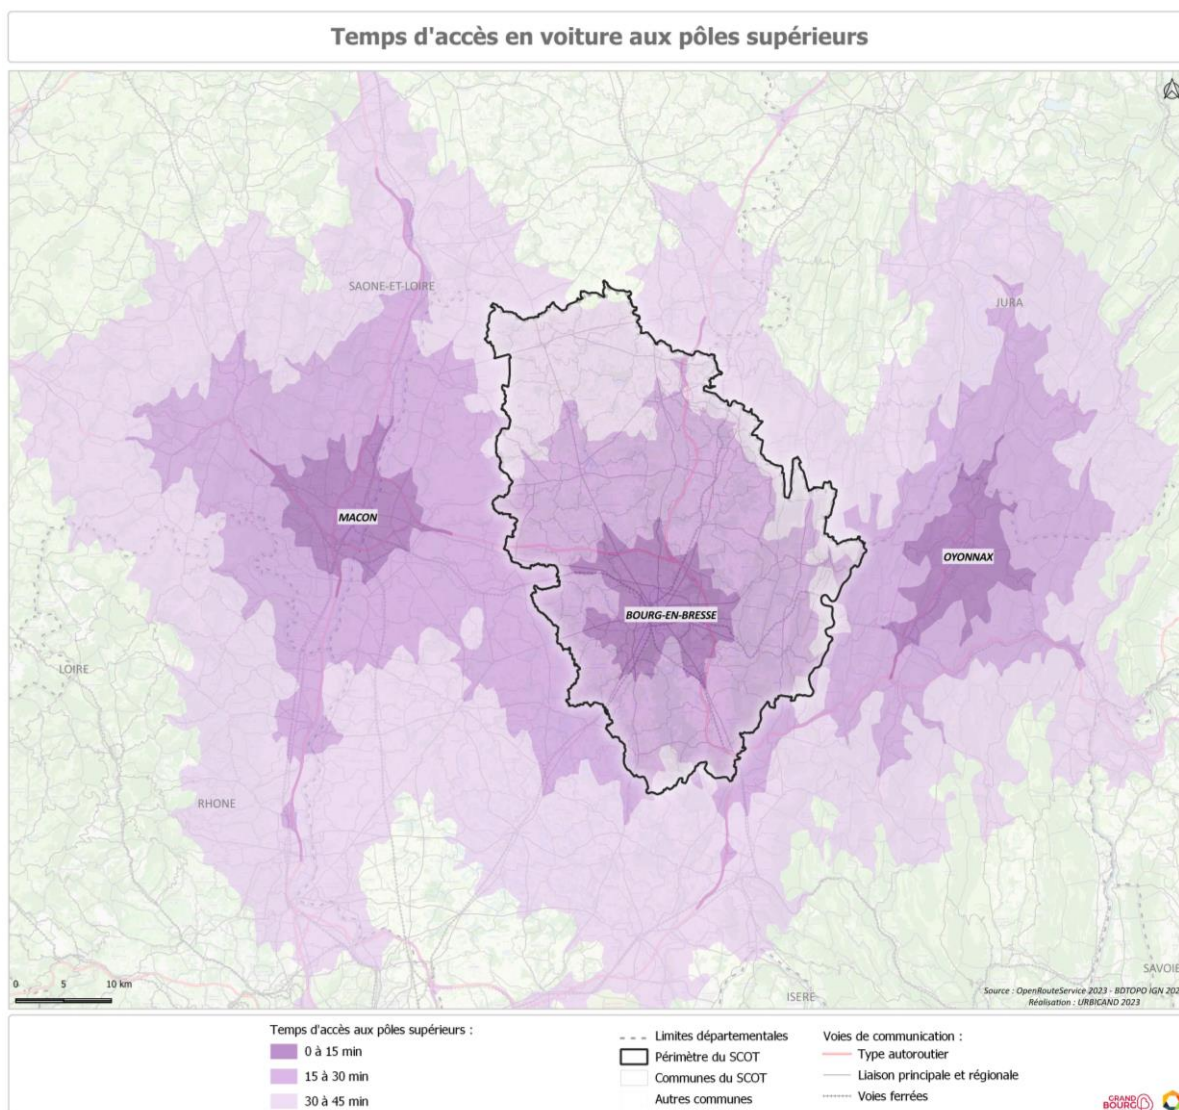 Temps d'accès en voiture aux pôles supérieurs
SAONE-ET-LOIRE
JURA
MACON
OYONNAX
BOURG-EN-BRESSE
LOIRE
RHONE
SAVOIE
ISERE
0 5 10 km
Source : OpenRouteService 2023 - BDTOPO IGN 202
Réalisation : URBICAND 2023
Temps d'accès aux pôles supérieurs :
0 à 15 min
15 à 30 min
30 à 45 min
Limites départementales
Périmètre du SCOT
Communes du SCOT
Autres communes
Voies de communication :
Type autoroutier
Liaison principale et régionale
Voies ferrées
GRAND
BOURG